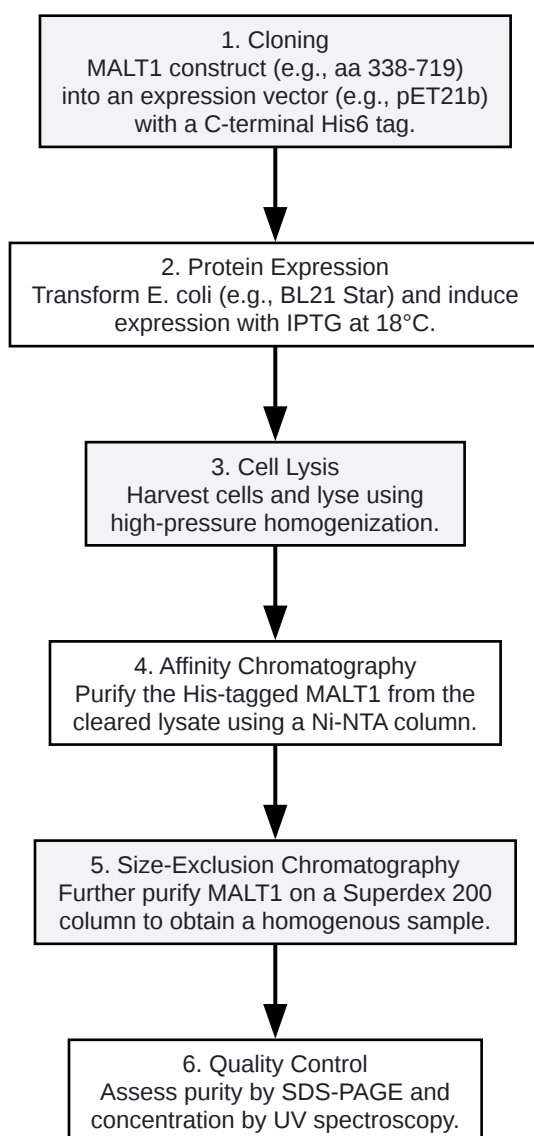 1. Cloning
MALT1 construct (e.g., aa 338-719)
into an expression vector (e.g., pET21b)
with a C-terminal His6 tag.
2. Protein Expression
Transform E. coli (e.g., BL21 Star) and induce
expression with IPTG at 18°C.
3. Cell Lysis
Harvest cells and lyse using
high-pressure homogenization.
4. Affinity Chromatography
Purify the His-tagged MALT1 from the
cleared lysate using a Ni-NTA column.
5. Size-Exclusion Chromatography
Further purify MALT1 on a Superdex 200
column to obtain a homogenous sample.
6. Quality Control
Assess purity by SDS-PAGE and
concentration by UV spectroscopy.